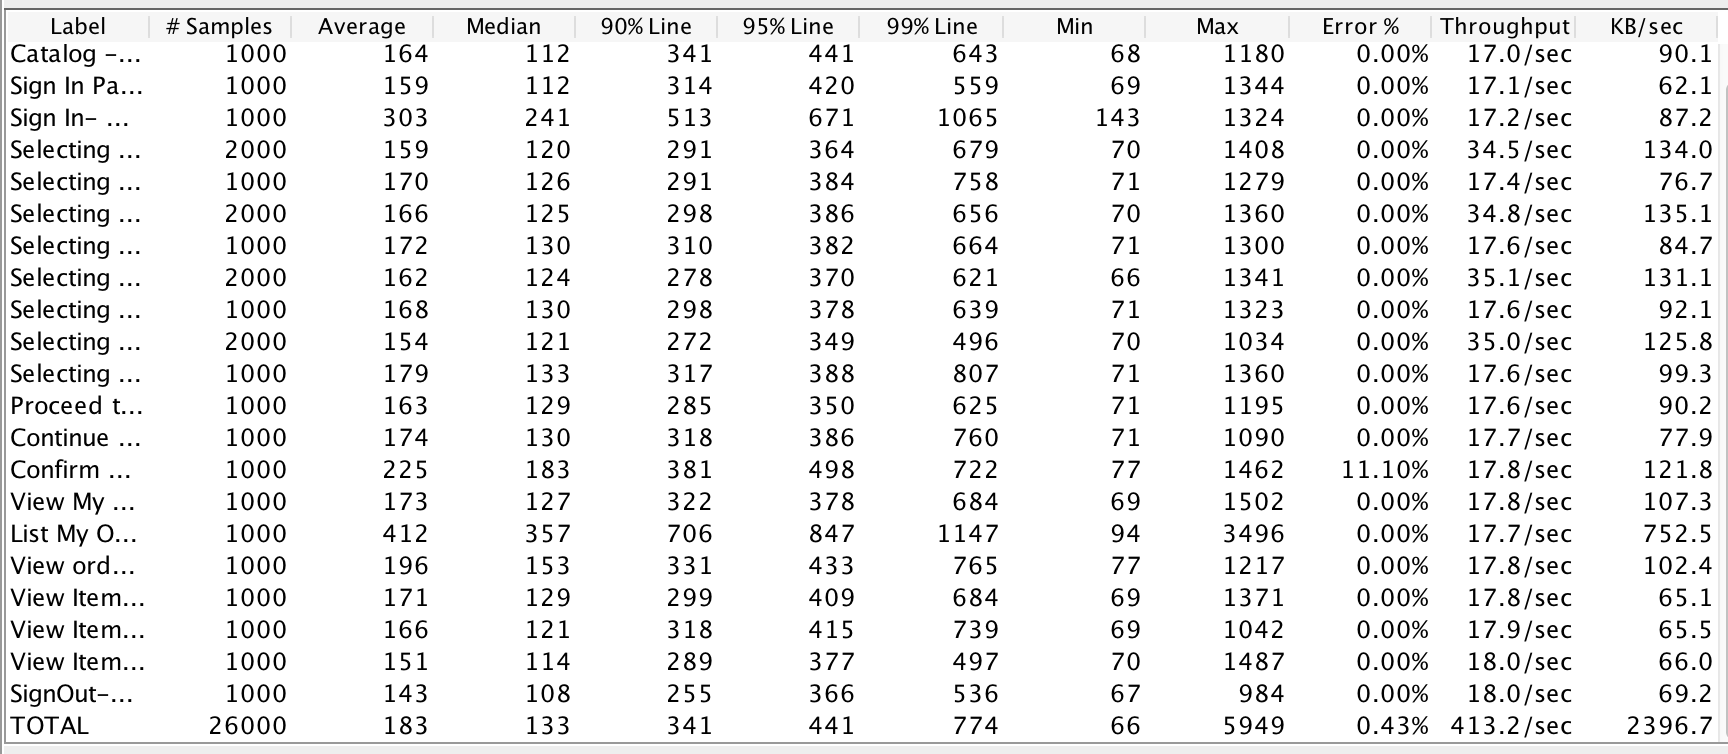 Label # Samples Average Median 90% Line 95% Line 99% Line Min Max Error % Throughput KB/sec
Catalog –... 1000 164 112 341 441 643 68 1180 0.00% 17.0/sec 90.1
Sign In Pa... 1000 159 112 314 420 559 69 1344 0.00% 17.1/sec 62.1
Sign In– ... 1000 303 241 513 671 1065 143 1324 0.00% 17.2/sec 87.2
Selecting ... 2000 159 120 291 364 679 70 1408 0.00% 34.5/sec 134.0
Selecting ... 1000 170 126 291 384 758 71 1279 0.00% 17.4/sec 76.7
Selecting ... 2000 166 125 298 386 656 70 1360 0.00% 34.8/sec 135.1
Selecting ... 1000 172 130 310 382 664 71 1300 0.00% 17.6/sec 84.7
Selecting ... 2000 162 124 278 370 621 66 1341 0.00% 35.1/sec 131.1
Selecting ... 1000 168 130 298 378 639 71 1323 0.00% 17.6/sec 92.1
Selecting ... 2000 154 121 272 349 496 70 1034 0.00% 35.0/sec 125.8
Selecting ... 1000 179 133 317 388 807 71 1360 0.00% 17.6/sec 99.3
Proceed t... 1000 163 129 285 350 625 71 1195 0.00% 17.6/sec 90.2
Continue ... 1000 174 130 318 386 760 71 1090 0.00% 17.7/sec 77.9
Confirm ... 1000 225 183 381 498 722 77 1462 11.10% 17.8/sec 121.8
View My ... 1000 173 127 322 378 684 69 1502 0.00% 17.8/sec 107.3
List My O... 1000 412 357 706 847 1147 94 3496 0.00% 17.7/sec 752.5
View ord... 1000 196 153 331 433 765 77 1217 0.00% 17.8/sec 102.4
View Item... 1000 171 129 299 409 684 69 1371 0.00% 17.8/sec 65.1
View Item... 1000 166 121 318 415 739 69 1042 0.00% 17.9/sec 65.5
View Item... 1000 151 114 289 377 497 70 1487 0.00% 18.0/sec 66.0
SignOut–... 1000 143 108 255 366 536 67 984 0.00% 18.0/sec 69.2
TOTAL 26000 183 133 341 441 774 66 5949 0.43% 413.2/sec 2396.7